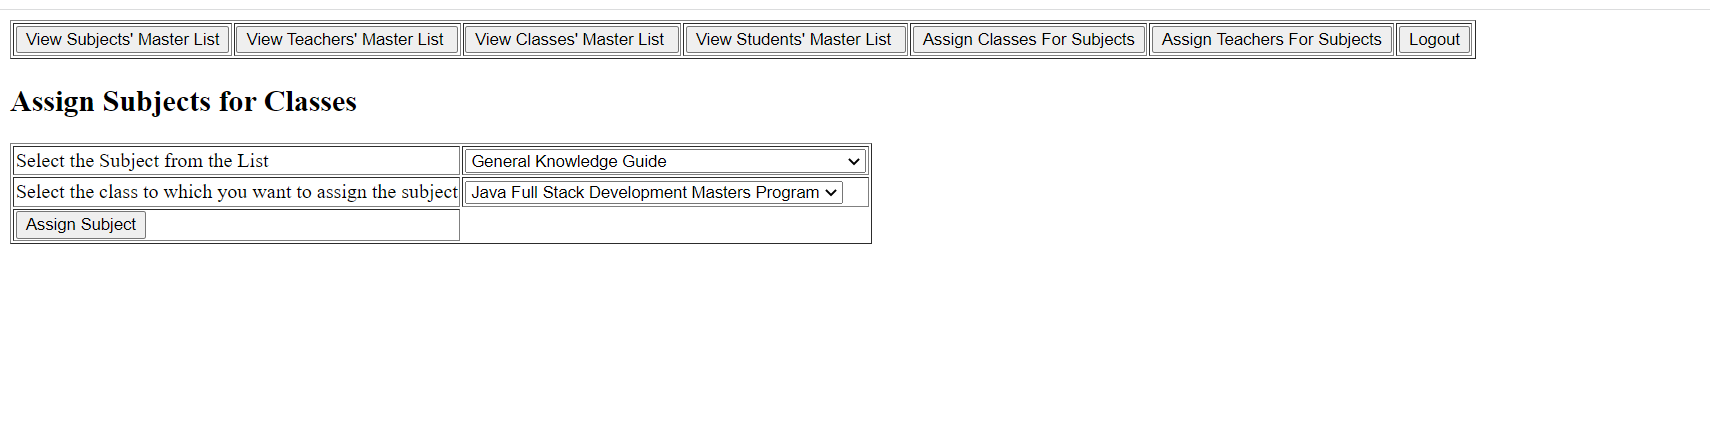 View Subjects' Master List View Teachers' Master List View Classes' Master List View Students' Master List Assign Classes For Subjects Assign Teachers For Subjects Logout
Assign Subjects for Classes
Select the Subject from the List General Knowledge Guide
Select the class to which you want to assign the subject Java Full Stack Development Masters Program
Assign Subject